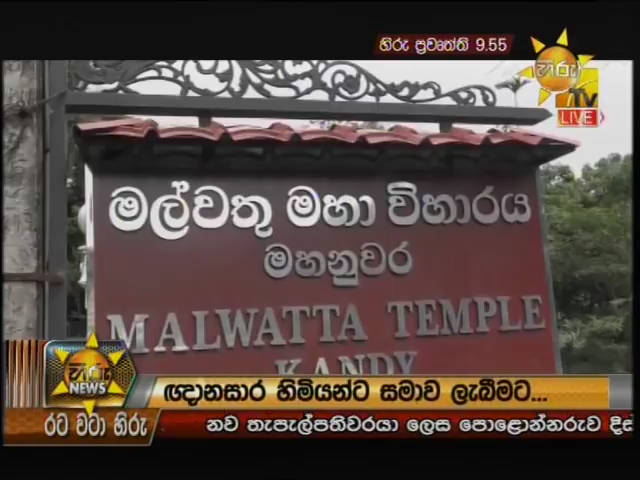 හිරු ප්‍රවෘත්ති 9.55
හිරු
TV
LIVE
මල්වතු මහා විහාරය
මහනුවර
MALWATTA TEMPLE
KANDY
හිරු
NEWS
ඥානසාර හිමියන්ට සමාව ලැබීමට...
රට වටා හිරු
නව තැපැල්පතිවරයා ලෙස පොළොන්නරුව දිස්